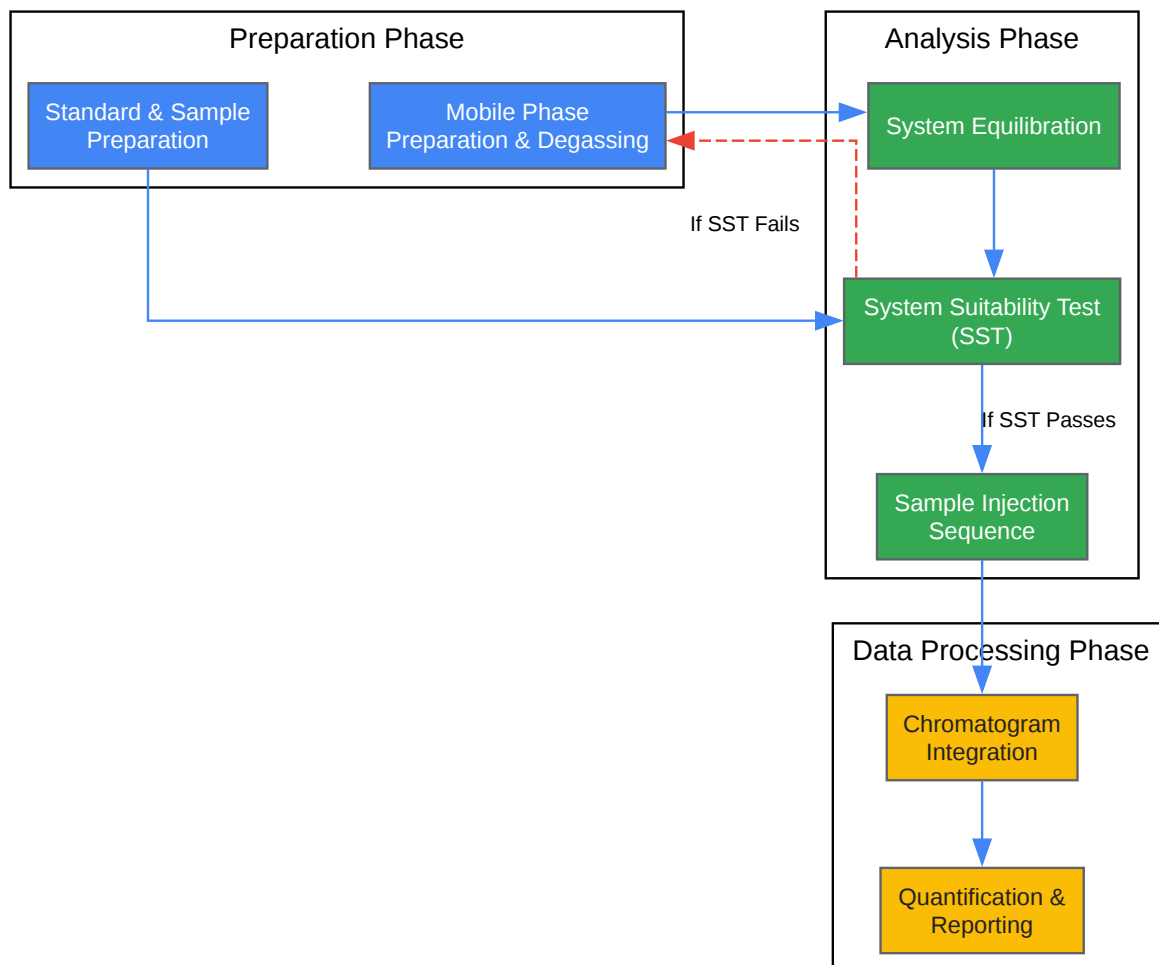 Preparation Phase
Standard & Sample
Preparation
Mobile Phase
Preparation & Degassing
Analysis Phase
System Equilibration
If SST Fails
System Suitability Test
(SST)
If SST Passes
Sample Injection
Sequence
Data Processing Phase
Chromatogram
Integration
Quantification &
Reporting